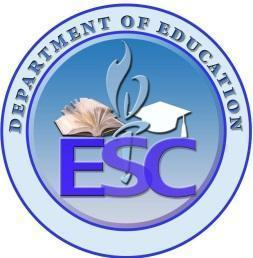 DEPARTMENT OF EDUCATION
ESC